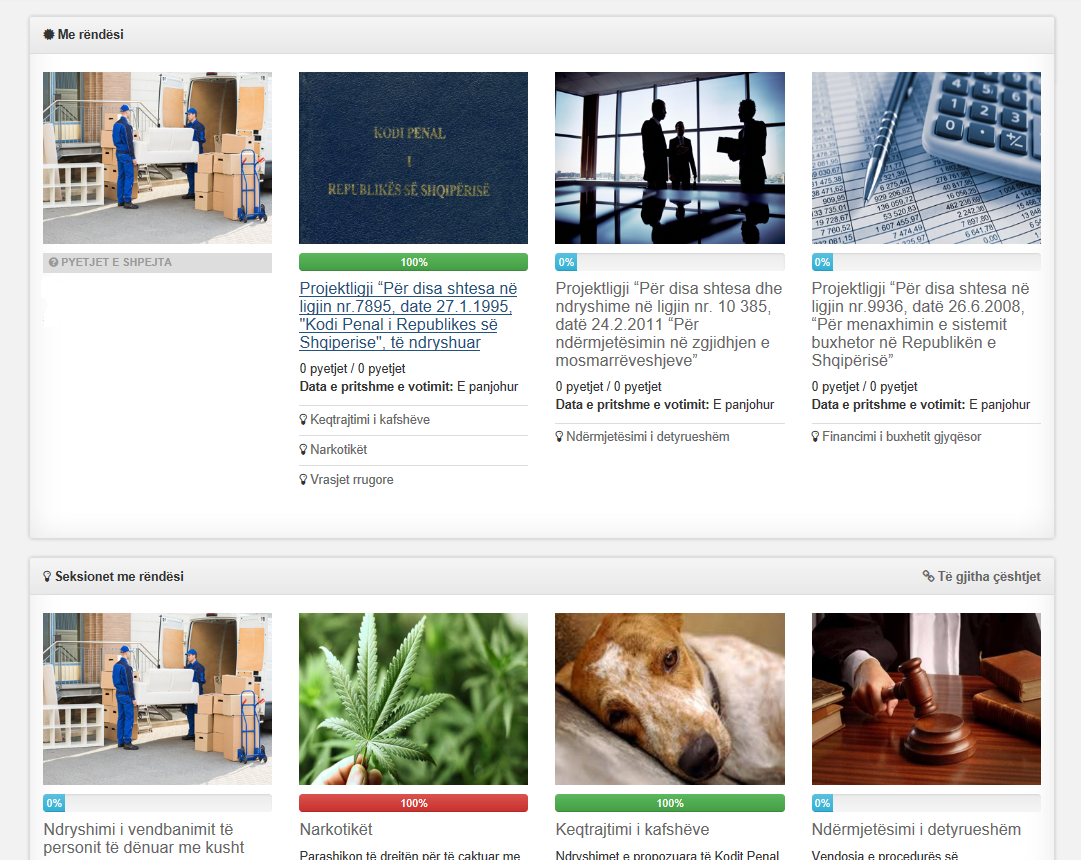 Me rëndësi
KODI PENAL
I
REPUBLIKËS SË SHQIPËRISË
PYETJET E SHPEJTA
100%
Projektligji “Për disa shtesa në
ligjin nr.7895, date 27.1.1995,
"Kodi Penal i Republikes së
Shqiperise", të ndryshuar
0 pyetjet / 0 pyetjet
Data e pritshme e votimit: E panjohur
Keqtrajtimi i kafshëve
Narkotikët
Vrasjet rrugore
0%
Projektligji “Për disa shtesa dhe
ndryshime në ligjin nr. 10 385,
datë 24.2.2011 “Për
ndërmjetësimin në zgjidhjen e
mosmarrëveshjeve”
0 pyetjet / 0 pyetjet
Data e pritshme e votimit: E panjohur
Ndërmjetësimi i detyrueshëm
0%
Projektligji “Për disa shtesa në
ligjin nr.9936, datë 26.6.2008,
“Për menaxhimin e sistemit
buxhetor në Republikën e
Shqipërisë”
0 pyetjet / 0 pyetjet
Data e pritshme e votimit: E panjohur
Financimi i buxhetit gjyqësor
Seksionet me rëndësi
Të gjitha çështjet
0%
Ndryshimi i vendbanimit të
personit të dënuar me kusht
100%
Narkotikët
Parashikon të drejtën për të caktuar me
100%
Keqtrajtimi i kafshëve
Ndryshimet e propozuara të Kodit Penal
0%
Ndërmjetësimi i detyrueshëm
Vendosja e procedurës së